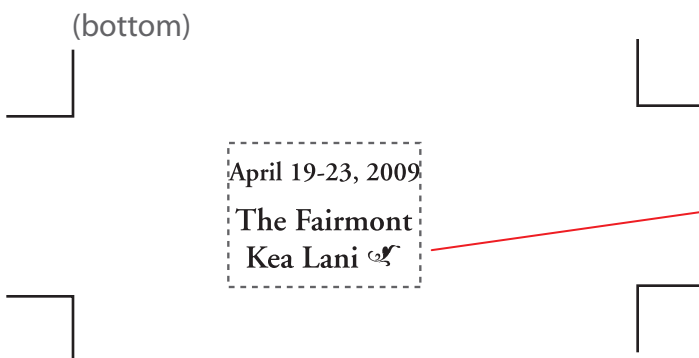 (bottom)
April 19-23, 2009
The Fairmont
Kea Lani